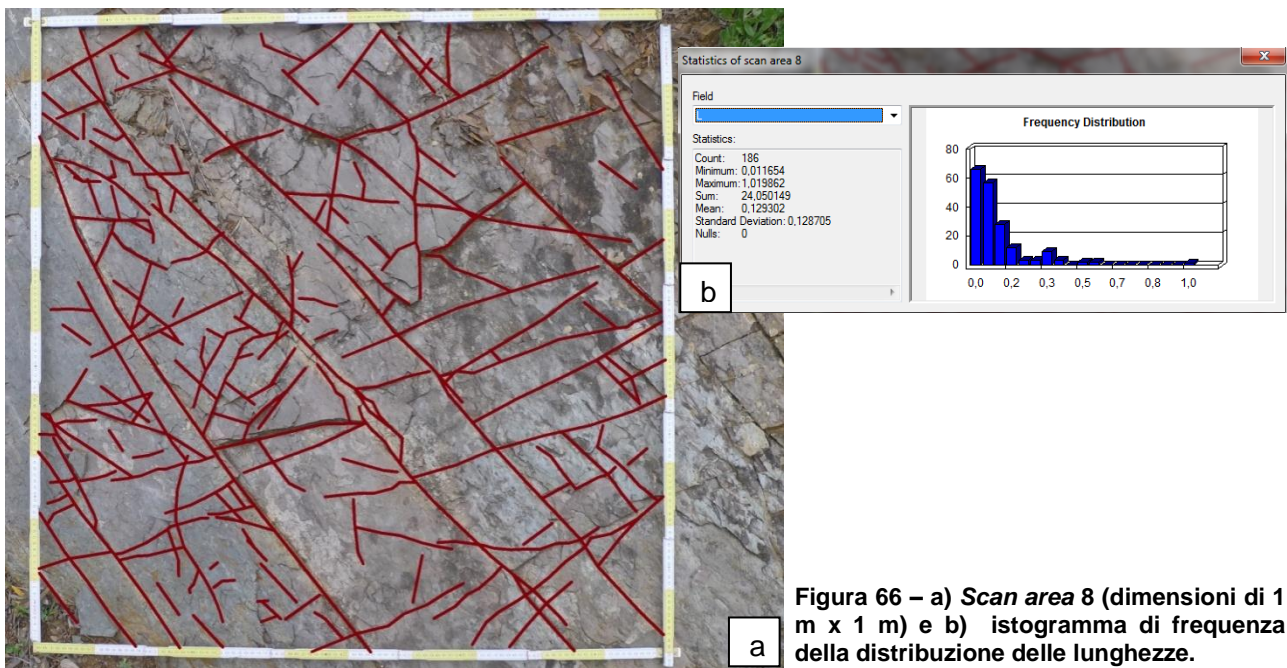 Statistics of scan area 8
Field
L
Statistics:
Count: 186
Minimum: 0,011654
Maximum: 1,019862
Sum: 24,050149
Mean: 0,129302
Standard Deviation: 0,128705
Nulls: 0
Frequency Distribution
80
60
40
20
0
0,0 0,2 0,3 0,5 0,7 0,8 1,0
b
a
Figura 66 – a) Scan area 8 (dimensioni di 1
m x 1 m) e b) istogramma di frequenza
della distribuzione delle lunghezze.